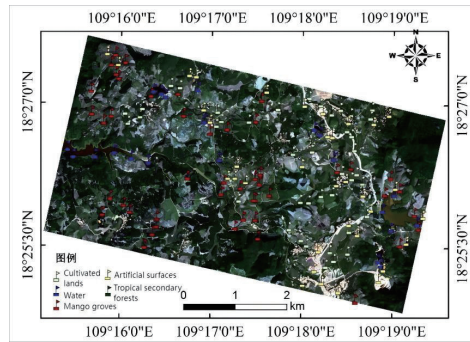 109°16'0"E 109°17'0"E 109°18'0"E 109°19'0"E
N
W E
S
18°27'0"N
18°27'0"N
18°25'30"N
18°25'30"N
图例
Cultivated lands
Artificial surfaces
Water
Tropical secondary forests
Mango groves
0 1 2
km
109°16'0"E 109°17'0"E 109°18'0"E 109°19'0"E